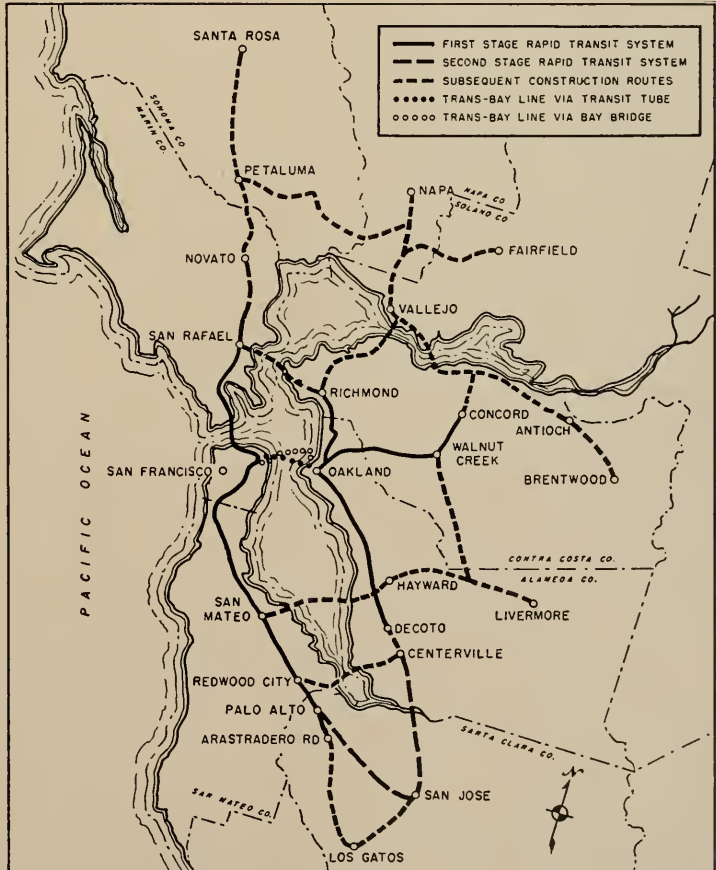 FIRST STAGE RAPID TRANSIT SYSTEM
SECOND STAGE RAPID TRANSIT SYSTEM
SUBSEQUENT CONSTRUCTION ROUTES
TRANS-BAY LINE VIA TRANSIT TUBE
TRANS-BAY LINE VIA BAY BRIDGE
SANTA ROSA
SONOMA CO.
MARIN CO.
PETALUMA
NAPA
NAPA CO
SOLANO CO
NOVATO
FAIRFIELD
VALLEJO
SAN RAFAEL
RICHMOND
CONCORD
ANTIOCH
WALNUT
CREEK
SAN FRANCISCO
OAKLAND
BRENTWOOD
PACIFIC OCEAN
CONTRA COSTA CO.
ALAMEDA CO.
HAYWARD
LIVERMORE
SAN
MATEO
DECOTO
CENTERVILLE
REDWOOD CITY
PALO ALTO
ARASTRADERO RD
SANTA CLARA CO.
SAN MATEO CO.
SAN JOSE
N
LOS GATOS